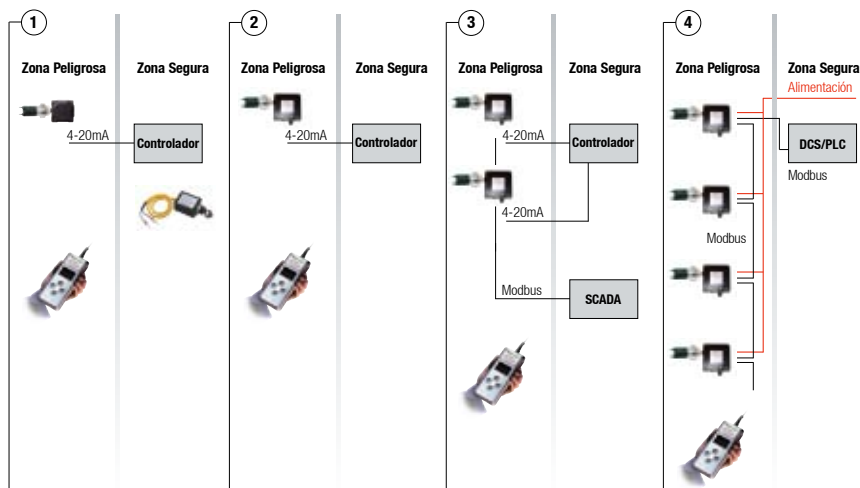 1
Zona Peligrosa
Zona Segura
4-20mA
Controlador
2
Zona Peligrosa
Zona Segura
4-20mA
Controlador
3
Zona Peligrosa
Zona Segura
4-20mA
Controlador
4-20mA
Modbus
SCADA
4
Zona Peligrosa
Zona Segura
Alimentación
DCS/PLC
Modbus
Modbus